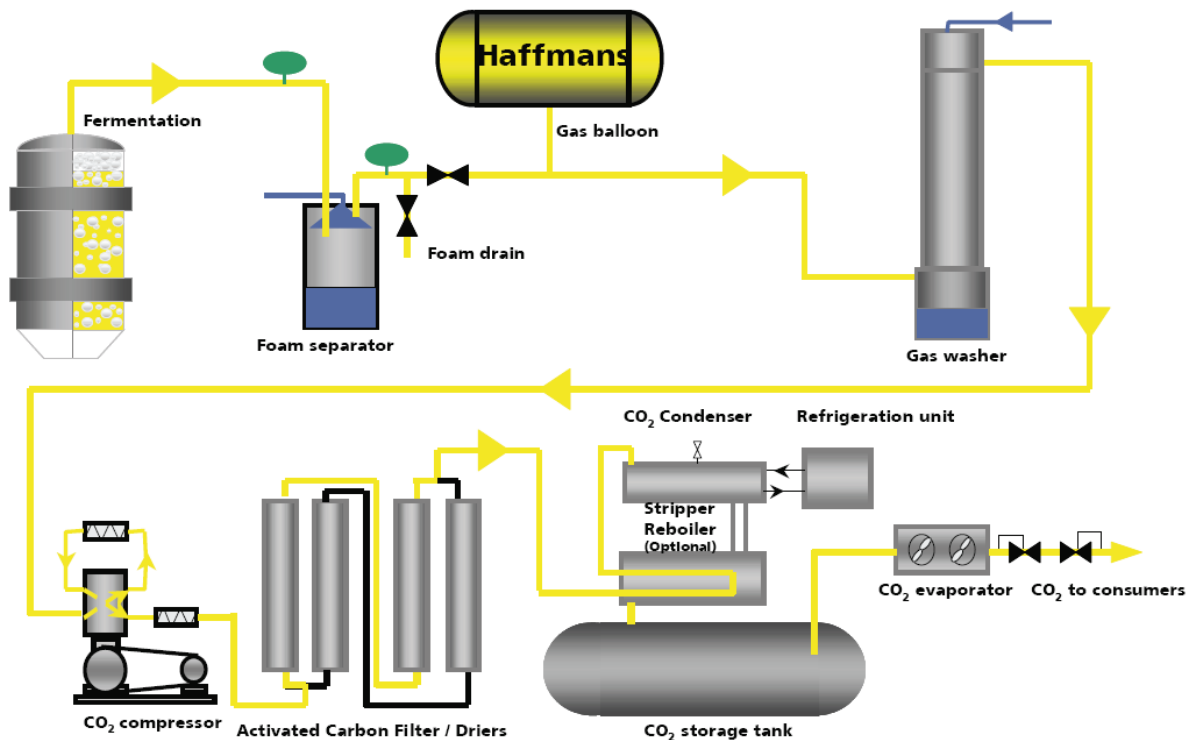 Haffmans
Fermentation
Gas balloon
Foam drain
Foam separator
Gas washer
CO₂ Condenser
Refrigeration unit
Stripper
Reboiler
(Optional)
CO₂ evaporator
CO₂ to consumers
CO₂ compressor
Activated Carbon Filter / Driers
CO₂ storage tank